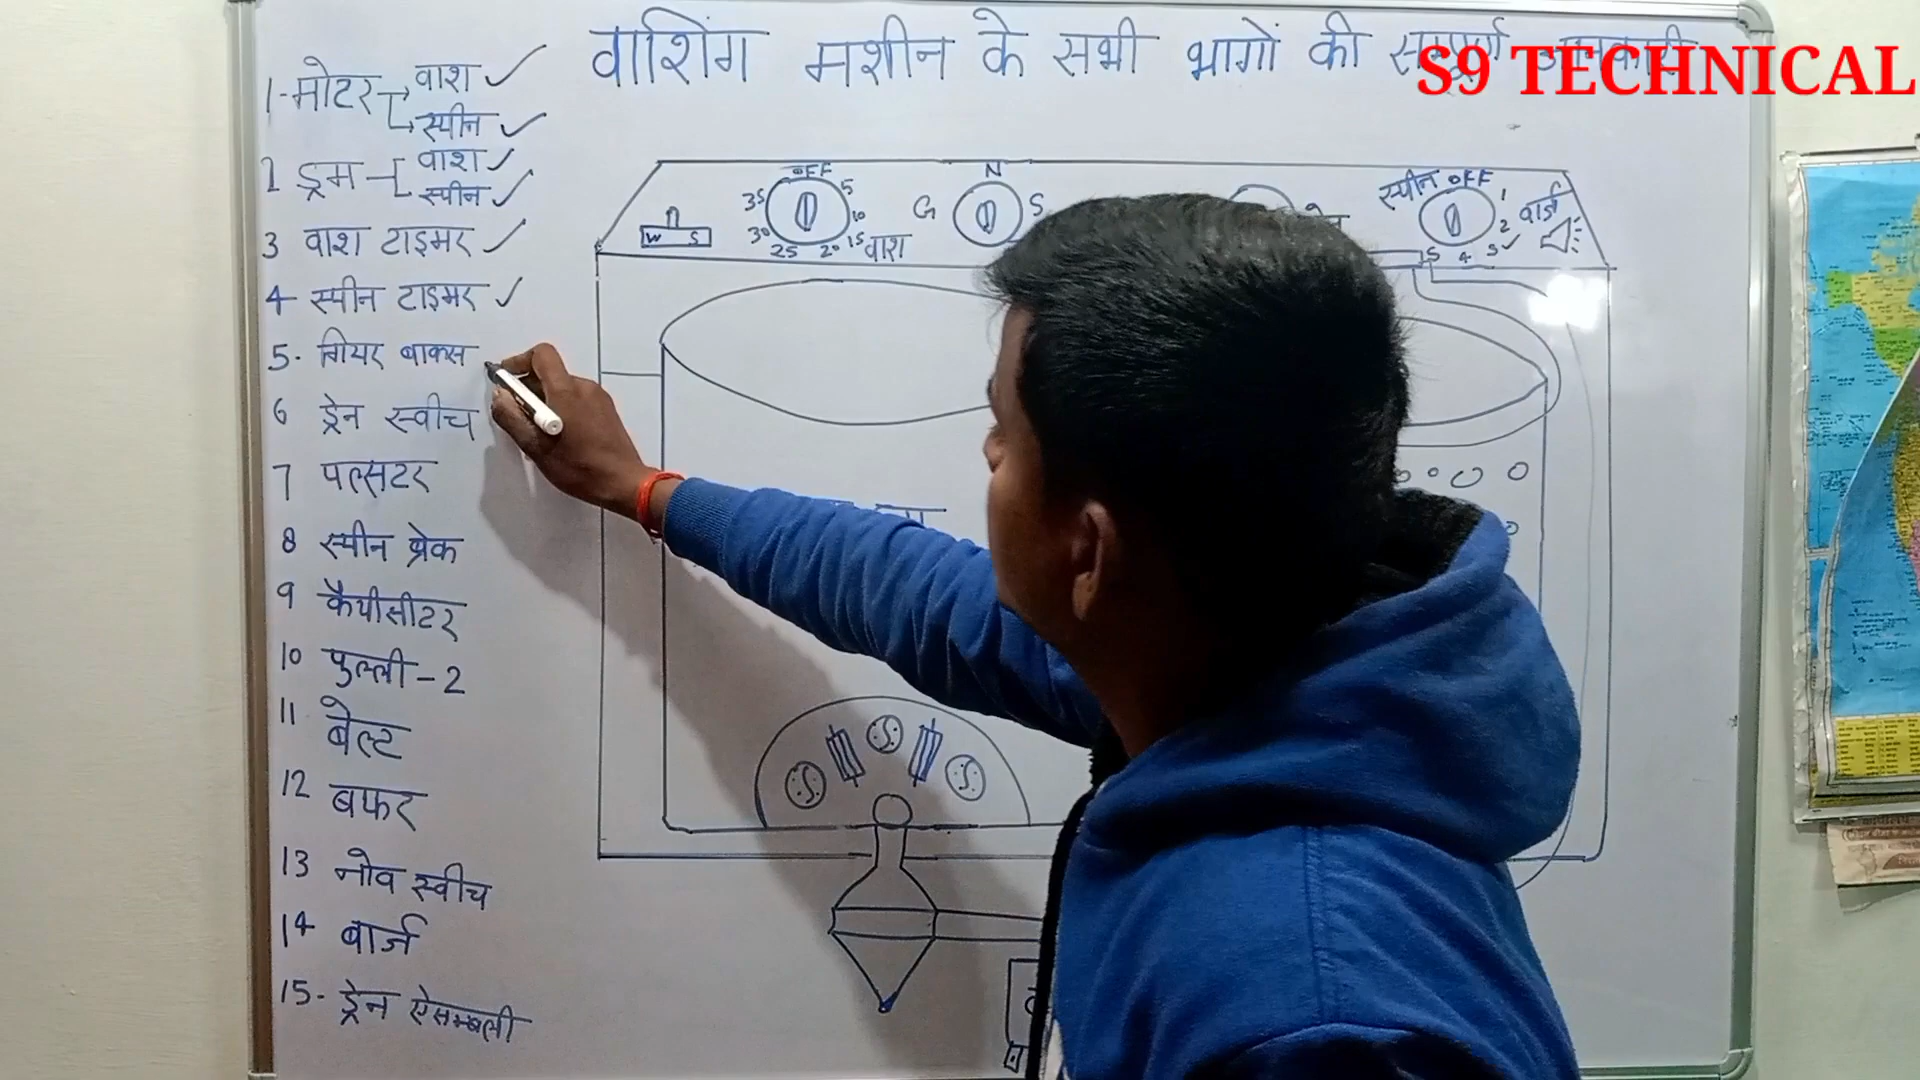 वाशिंग मशीन के सभी भागों की सम्पूर्ण जानकारी
S9 TECHNICAL
1-मोटर → वाश ✓
→ स्पीन ✓
2 ड्रम - वाश ✓
स्पीन ✓
3 वाश टाइमर ✓
4 स्पीन टाइमर ✓
5. गियर बाक्स
6 ड्रेन स्वीच
7 पल्सटर
8 स्पीन ब्रेक
9 कैपीसीटर
10 पुल्ली-2
11 बेल्ट
12 बफर
13 नोव स्वीच
14 बार्ज
15. ड्रेन ऐसम्बली
W S
OFF 5 10 15 20 25 30 35
वाश
N G S
स्पीन OFF 1 2 3 ✓ 4 5